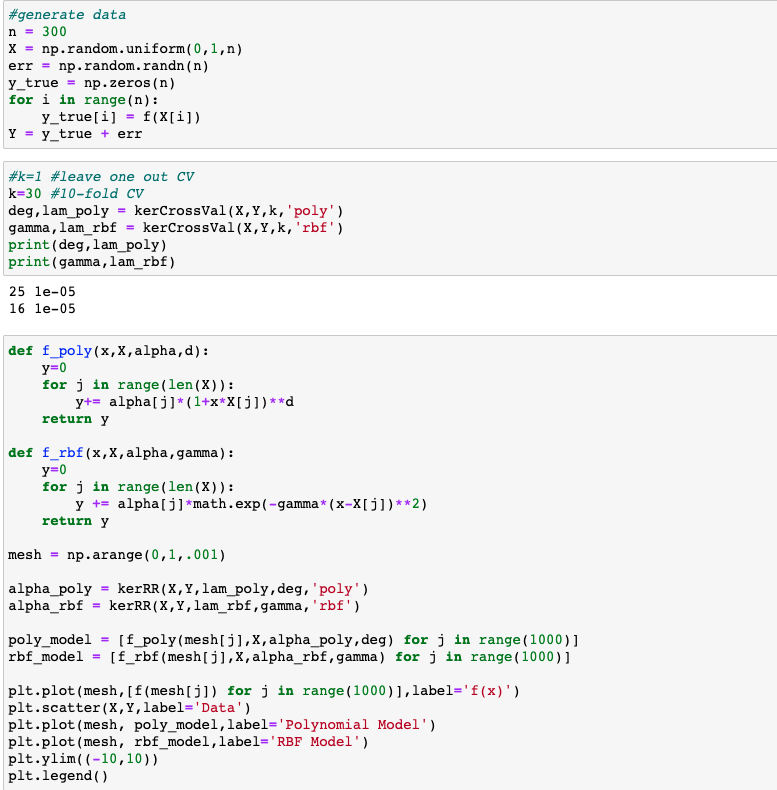 #generate data
n = 300
X = np.random.uniform(0,1,n)
err = np.random.randn(n)
y_true = np.zeros(n)
for i in range(n):
    y_true[i] = f(X[i])
Y = y_true + err
#k=1 #leave one out CV
k=30 #10-fold CV
deg,lam_poly = kerCrossVal(X,Y,k,'poly')
gamma,lam_rbf = kerCrossVal(X,Y,k,'rbf')
print(deg,lam_poly)
print(gamma,lam_rbf)
25 1e-05
16 1e-05
def f_poly(x,X,alpha,d):
    y=0
    for j in range(len(X)):
        y+= alpha[j]*(1+x*X[j])**d
    return y
def f_rbf(x,X,alpha,gamma):
    y=0
    for j in range(len(X)):
        y += alpha[j]*math.exp(-gamma*(x-X[j])**2)
    return y
mesh = np.arange(0,1,.001)
alpha_poly = kerRR(X,Y,lam_poly,deg,'poly')
alpha_rbf = kerRR(X,Y,lam_rbf,gamma,'rbf')
poly_model = [f_poly(mesh[j],X,alpha_poly,deg) for j in range(1000)]
rbf_model = [f_rbf(mesh[j],X,alpha_rbf,gamma) for j in range(1000)]
plt.plot(mesh,[f(mesh[j]) for j in range(1000)],label='f(x)')
plt.scatter(X,Y,label='Data')
plt.plot(mesh, poly_model,label='Polynomial Model')
plt.plot(mesh, rbf_model,label='RBF Model')
plt.ylim((-10,10))
plt.legend()